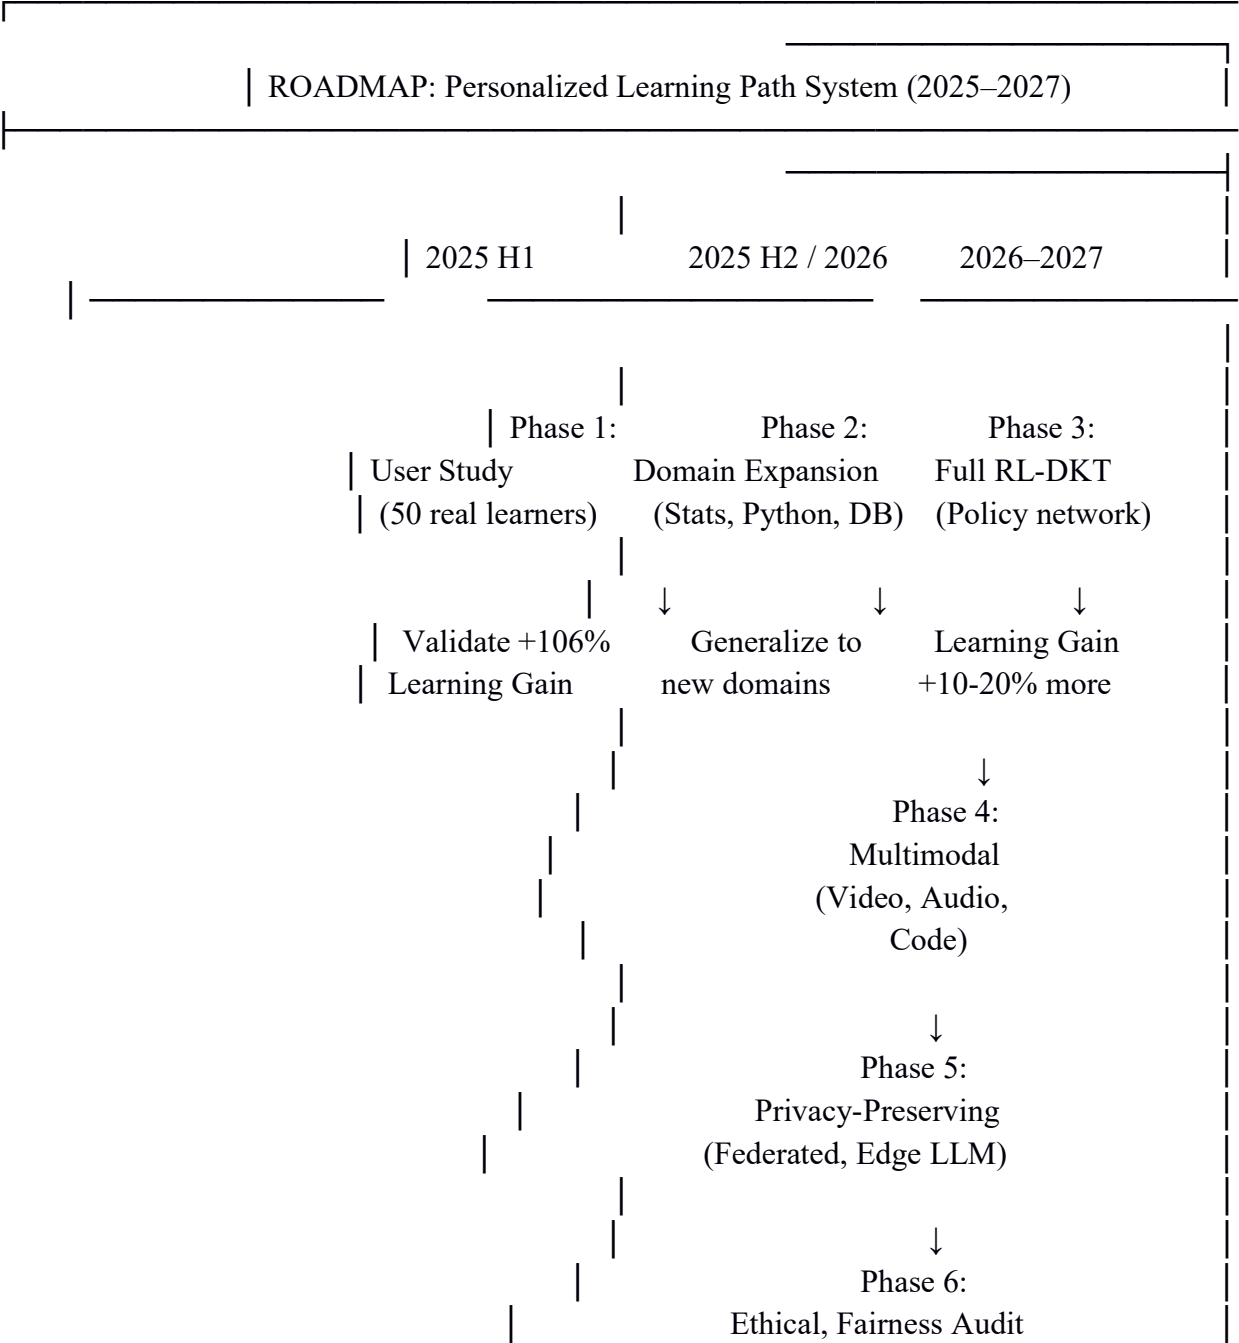 ROADMAP: Personalized Learning Path System (2025–2027)
2025 H1 2025 H2 / 2026 2026–2027
Phase 1: Phase 2: Phase 3:
User Study Domain Expansion Full RL-DKT
(50 real learners) (Stats, Python, DB) (Policy network)
↓ ↓ ↓
Validate +106% Generalize to Learning Gain
Learning Gain new domains +10-20% more
↓
Phase 4:
Multimodal
(Video, Audio,
Code)
↓
Phase 5:
Privacy-Preserving
(Federated, Edge LLM)
↓
Phase 6:
Ethical, Fairness Audit